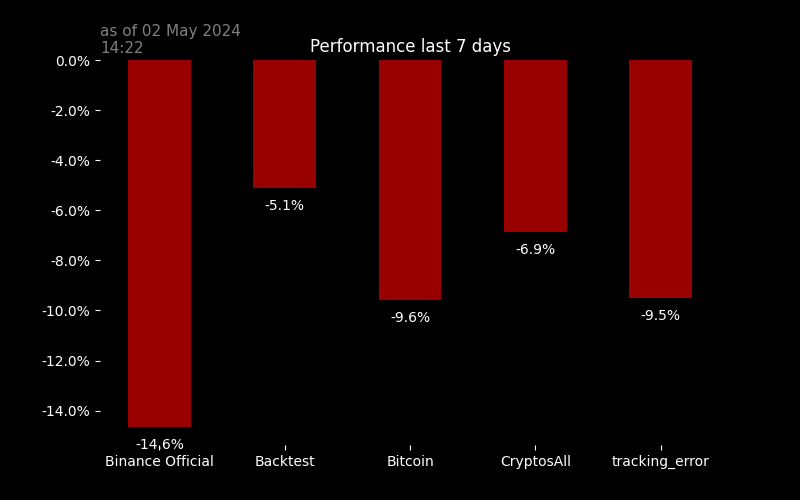 as of 02 May 2024
14:22
Performance last 7 days
0.0%
-2.0%
-4.0%
-6.0%
-8.0%
-10.0%
-12.0%
-14.0%
-14.6%
-5.1%
-9.6%
-6.9%
-9.5%
Binance Official
Backtest
Bitcoin
CryptosAll
tracking_error